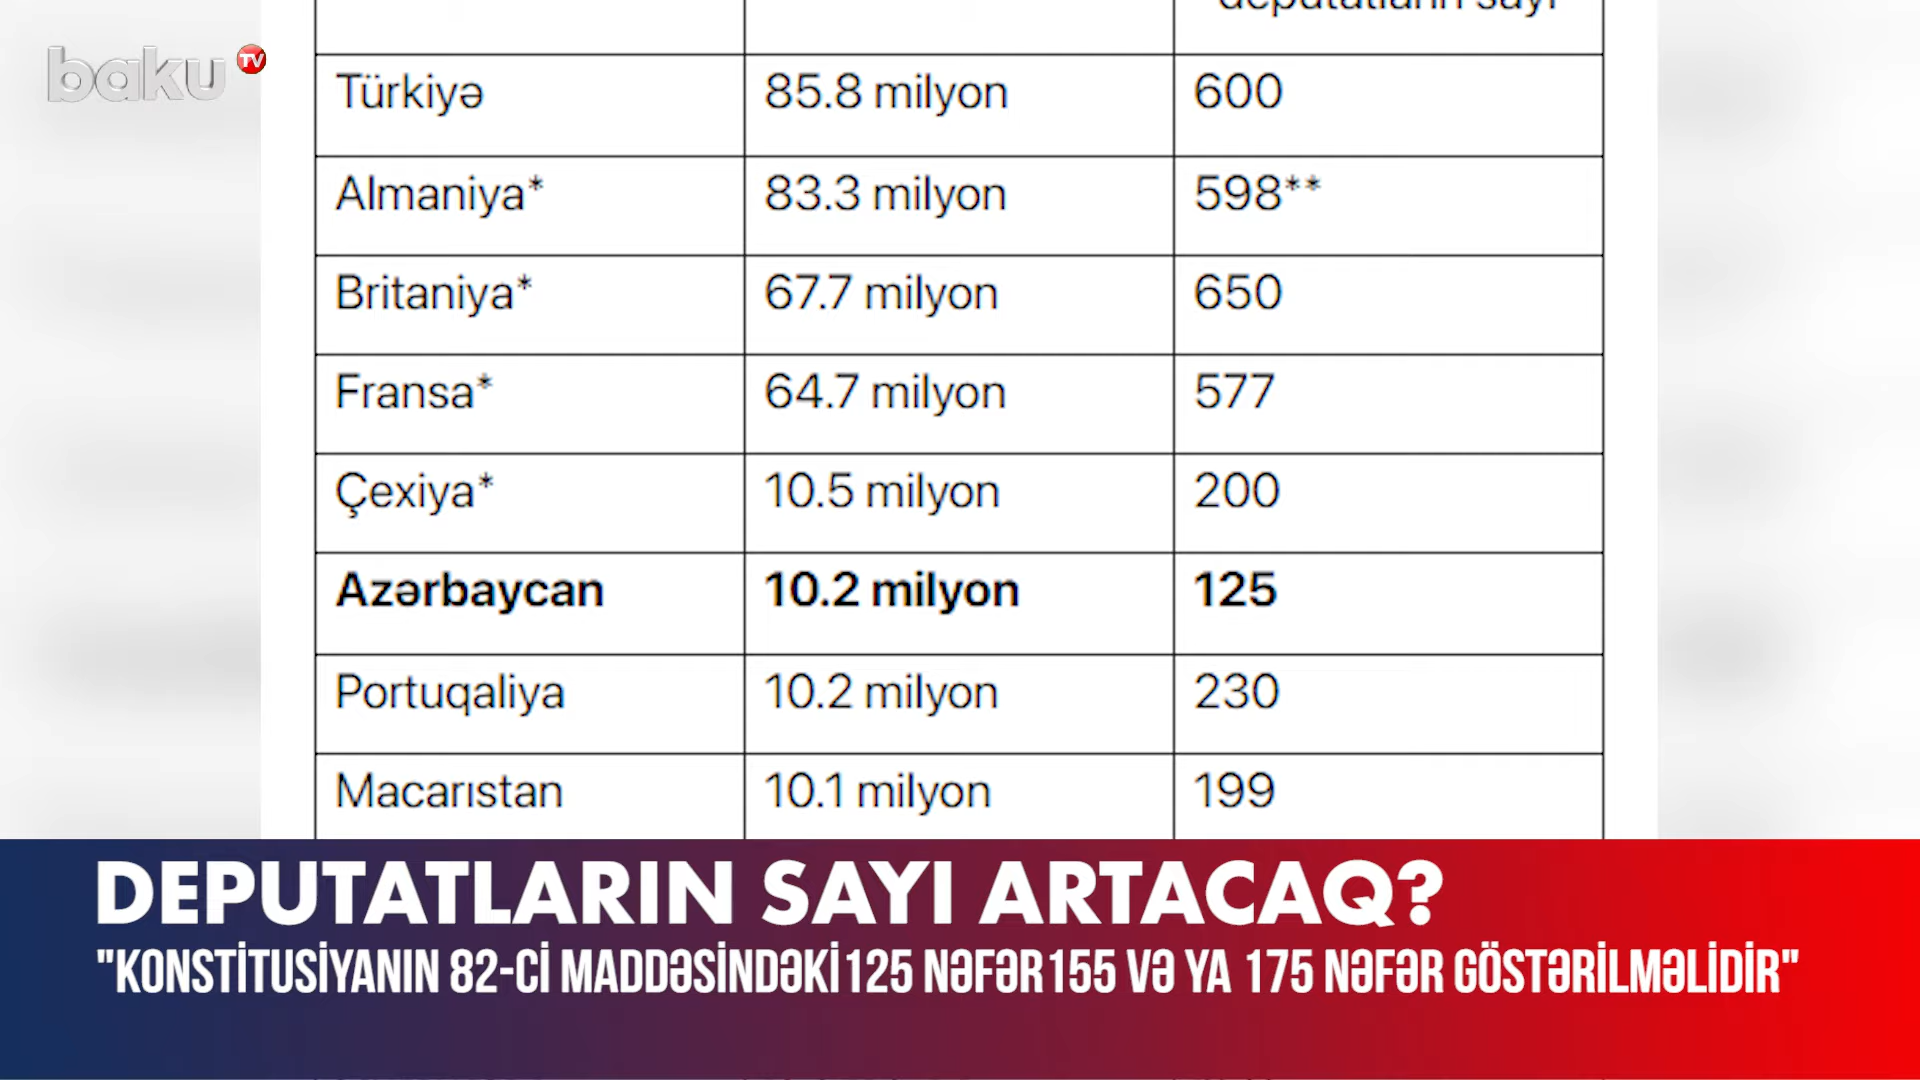 deputatların sayı
baku TV
Türkiyə 85.8 milyon 600
Almaniya* 83.3 milyon 598**
Britaniya* 67.7 milyon 650
Fransa* 64.7 milyon 577
Çexiya* 10.5 milyon 200
Azərbaycan 10.2 milyon 125
Portuqaliya 10.2 milyon 230
Macarıstan 10.1 milyon 199
DEPUTATLARIN SAYI ARTACAQ?
"KONSTİTUSİYANIN 82-Cİ MADDƏSİNDƏKİ 125 NƏFƏR 155 VƏ YA 175 NƏFƏR GÖSTƏRİLMƏLİDİR"